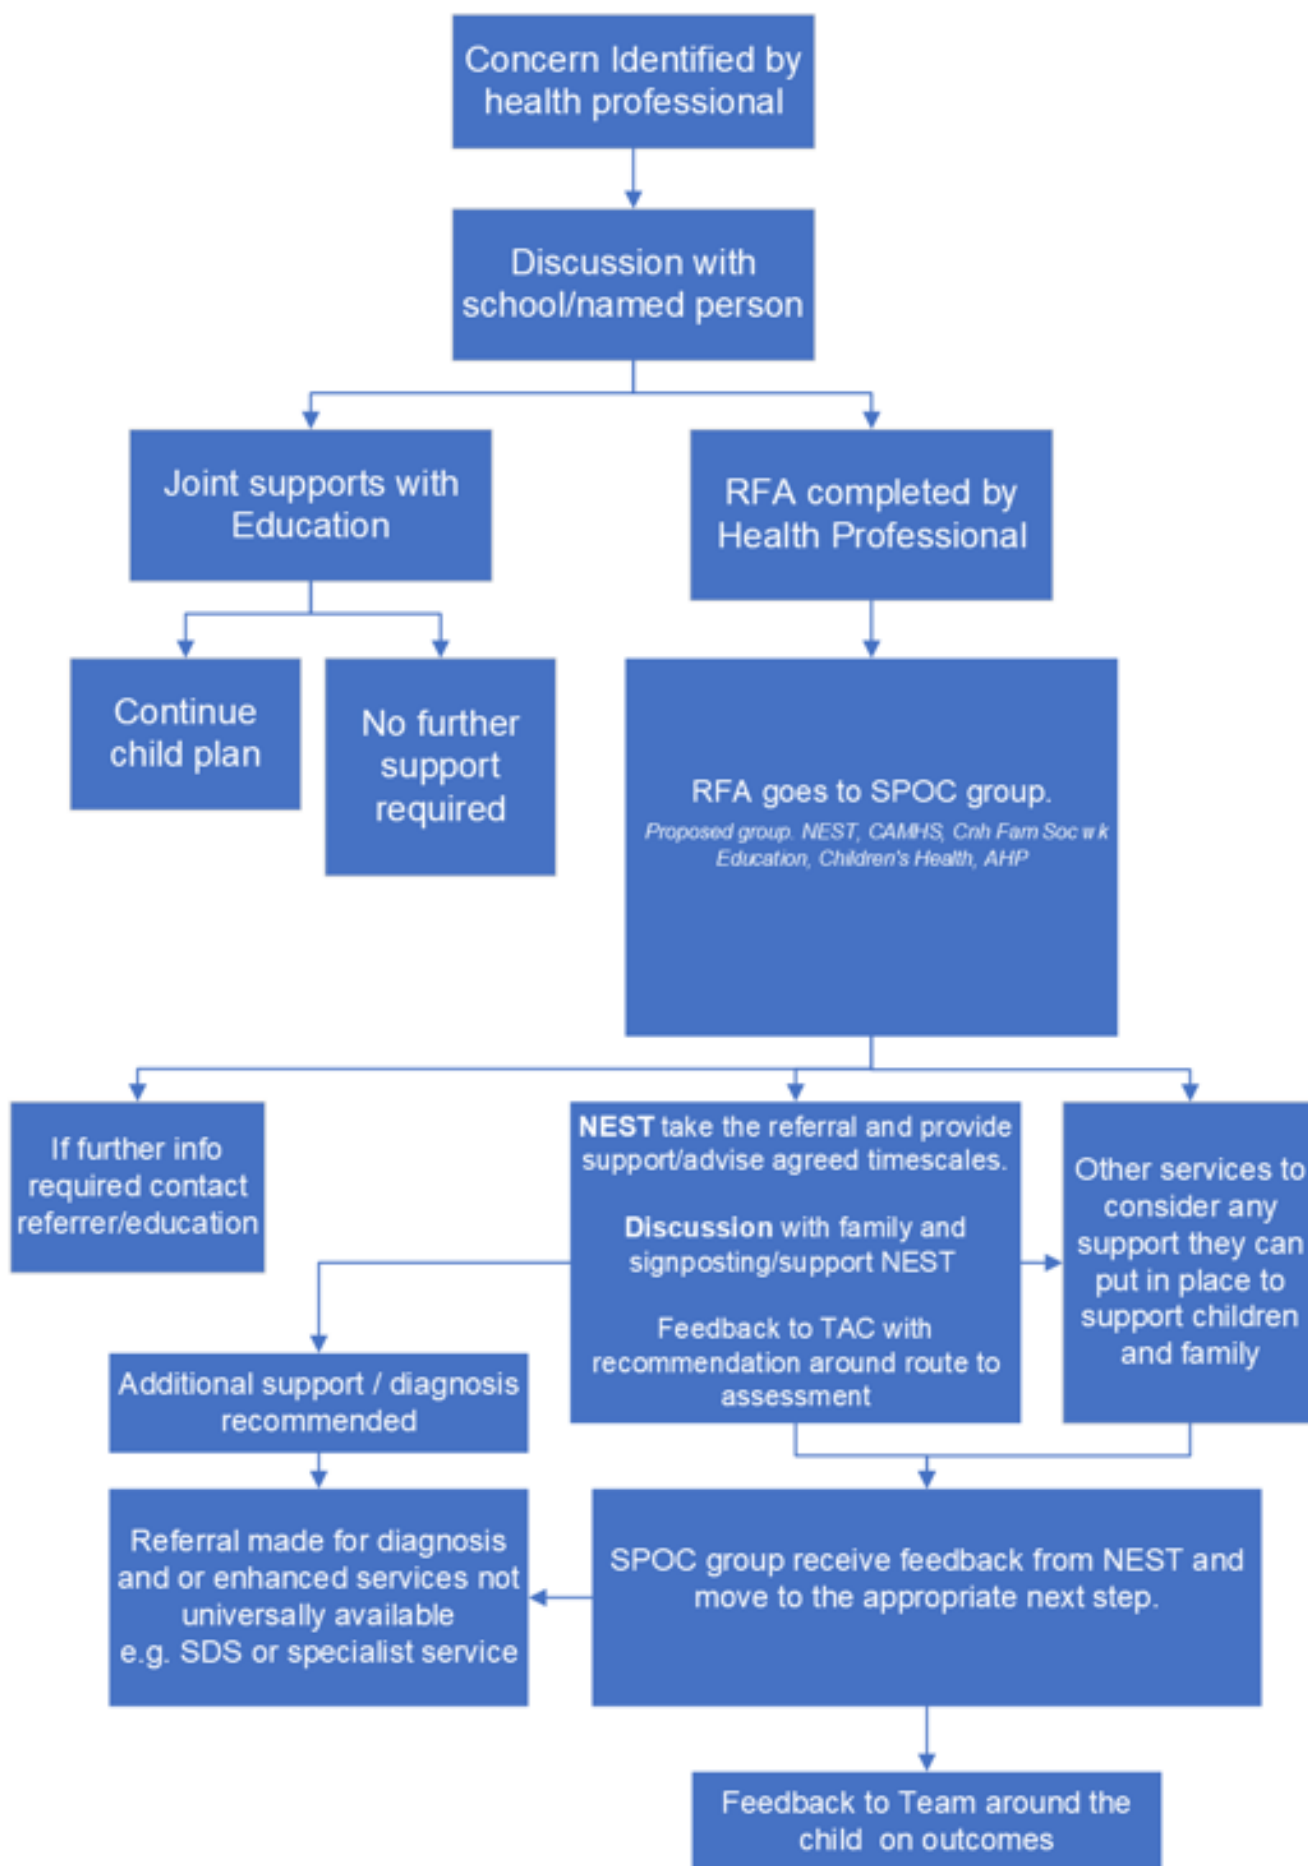 Concern Identified by
health professional
Discussion with
school/named person
Joint supports with
Education
RFA completed by
Health Professional
Continue
child plan
No further
support
required
RFA goes to SPOC group.
Proposed group. NEST, CAMHS, Cnh Fam Soc wk
Education, Children's Health, AHP
If further info
required contact
referrer/education
NEST take the referral and provide
support/advise agreed timescales.
Discussion with family and
signposting/support NEST
Feedback to TAC with
recommendation around route to
assessment
Other services to
consider any
support they can
put in place to
support children
and family
Additional support / diagnosis
recommended
Referral made for diagnosis
and or enhanced services not
universally available
e.g. SDS or specialist service
SPOC group receive feedback from NEST and
move to the appropriate next step.
Feedback to Team around the
child on outcomes